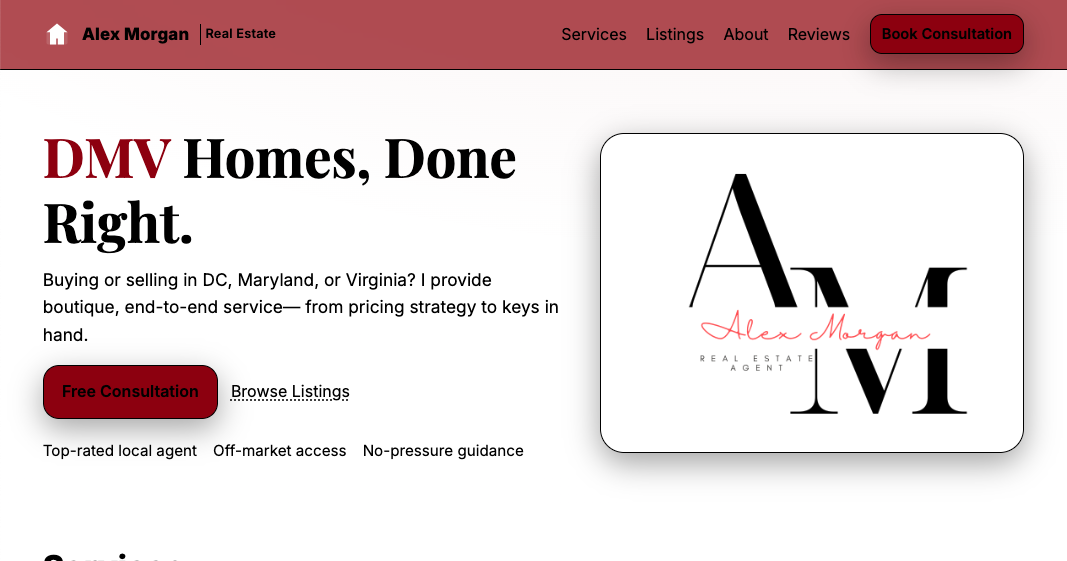 Alex Morgan | Real Estate
Services Listings About Reviews Book Consultation
DMV Homes, Done
Right.
Buying or selling in DC, Maryland, or Virginia? I provide
boutique, end-to-end service— from pricing strategy to keys in
hand.
Free Consultation Browse Listings
Top-rated local agent Off-market access No-pressure guidance
AM
Alex Morgan
REAL ESTATE
AGENT
Services